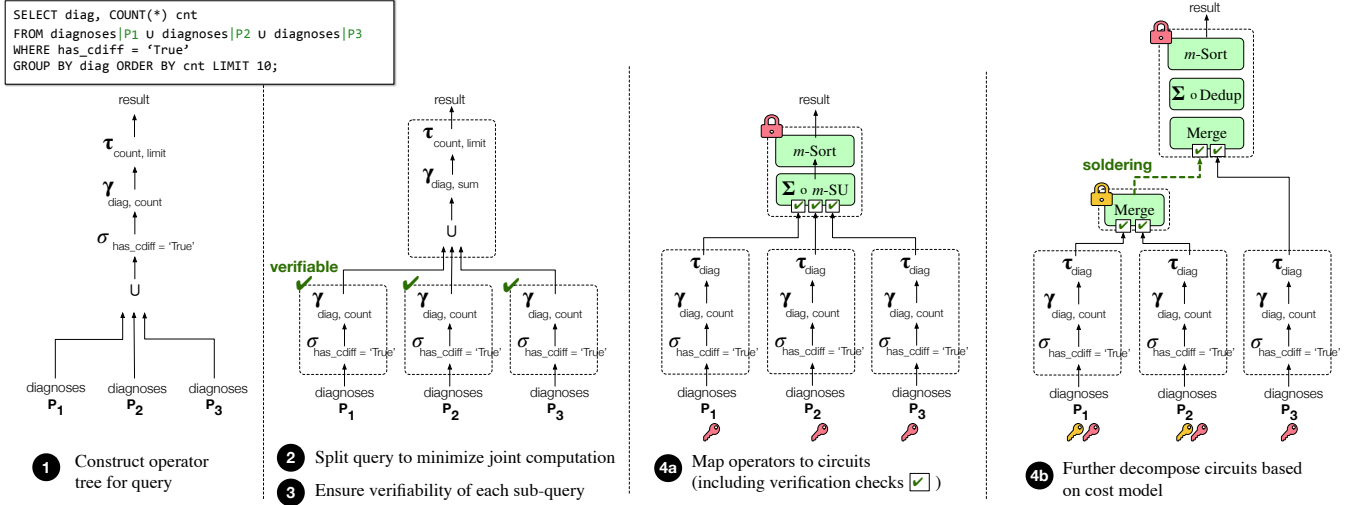 SELECT diag, COUNT(*) cnt
FROM diagnoses|P1 ∪ diagnoses|P2 ∪ diagnoses|P3
WHERE has_cdiff = ‘True’
GROUP BY diag ORDER BY cnt LIMIT 10;
result
τ count, limit
γ diag, count
σ has_cdiff = ‘True’
∪
diagnoses diagnoses diagnoses
P1 P2 P3
1 Construct operator
tree for query
result
τ count, limit
γ diag, sum
∪
verifiable
γ γ γ
diag, count diag, count diag, count
σ has_cdiff = ‘True’ σ has_cdiff = ‘True’ σ has_cdiff = ‘True’
diagnoses diagnoses diagnoses
P1 P2 P3
2 Split query to minimize joint computation
3 Ensure verifiability of each sub-query
result
m-Sort
Σ o m-SU
τ diag τ diag τ diag
γ γ γ
diag, count diag, count diag, count
σ has_cdiff = ‘True’ σ has_cdiff = ‘True’ σ has_cdiff = ‘True’
diagnoses diagnoses diagnoses
P1 P2 P3
4a Map operators to circuits
(including verification checks ✔ )
result
m-Sort
Σ o Dedup
Merge
soldering
Merge
τ diag τ diag τ diag
γ γ γ
diag, count diag, count diag, count
σ has_cdiff = ‘True’ σ has_cdiff = ‘True’ σ has_cdiff = ‘True’
diagnoses diagnoses diagnoses
P1 P2 P3
4b Further decompose circuits based
on cost model